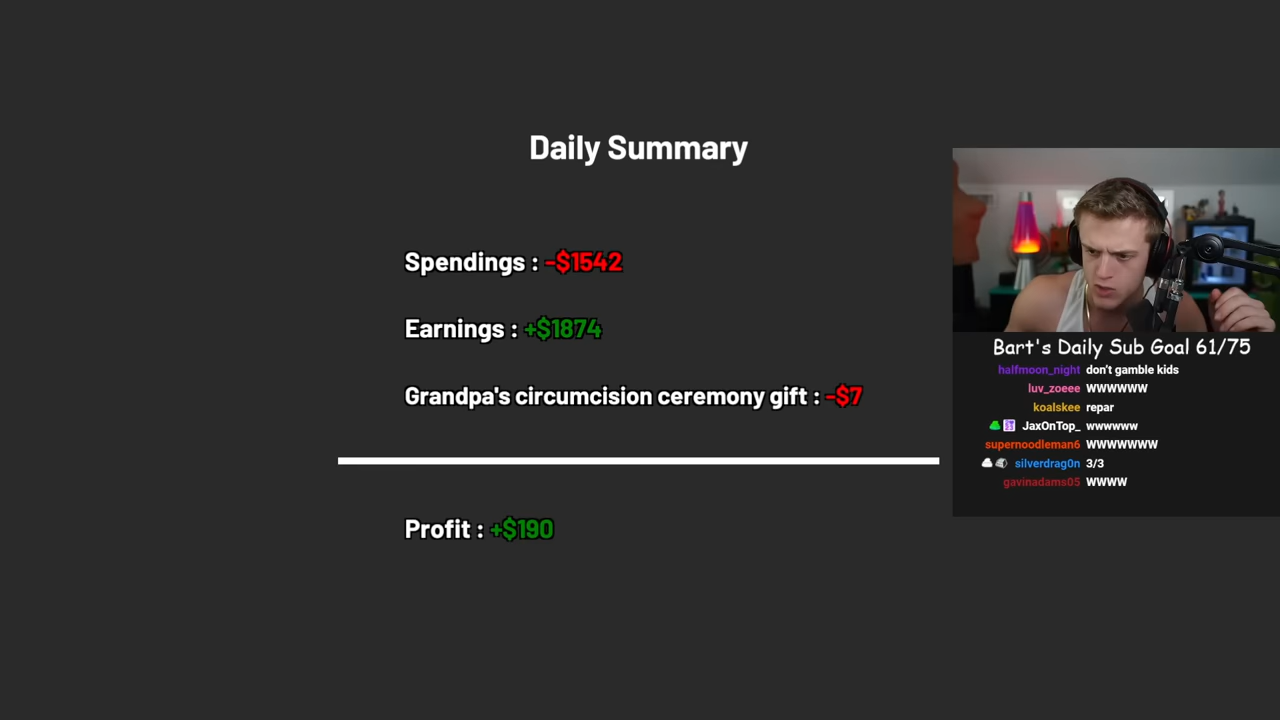 Daily Summary
Spendings : -$1542
Earnings : +$1874
Grandpa's circumcision ceremony gift : -$7
Profit : +$190
Bart's Daily Sub Goal 61/75
halfmoon_night don't gamble kids
luv_zoeee WWWWWW
koalskee repar
JaxOnTop_ wwwwww
supernoodleman6 WWWWWWW
silverdrag0n 3/3
gavinadams05 WWWW